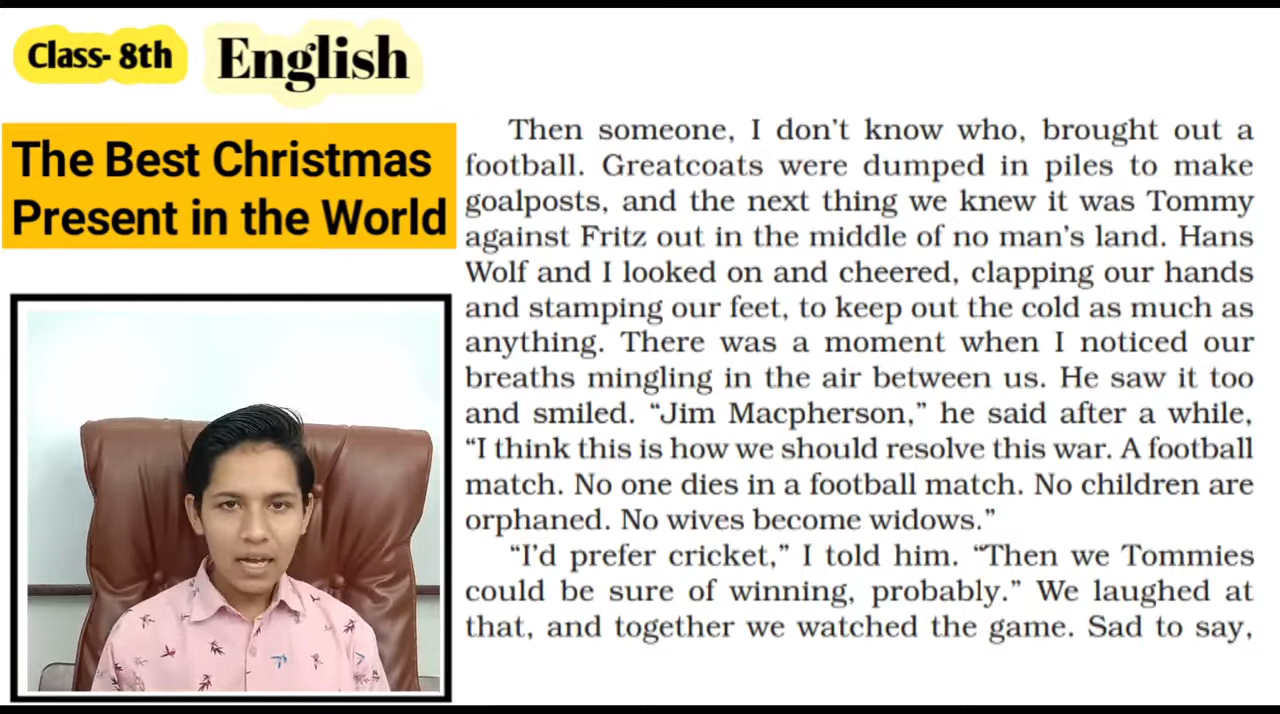 Class- 8th
English
The Best Christmas
Present in the World
Then someone, I don't know who, brought out a
football. Greatcoats were dumped in piles to make
goalposts, and the next thing we knew it was Tommy
against Fritz out in the middle of no man's land. Hans
Wolf and I looked on and cheered, clapping our hands
and stamping our feet, to keep out the cold as much as
anything. There was a moment when I noticed our
breaths mingling in the air between us. He saw it too
and smiled. “Jim Macpherson,” he said after a while,
“I think this is how we should resolve this war. A football
match. No one dies in a football match. No children are
orphaned. No wives become widows.”
“I'd prefer cricket,” I told him. “Then we Tommies
could be sure of winning, probably.” We laughed at
that, and together we watched the game. Sad to say,